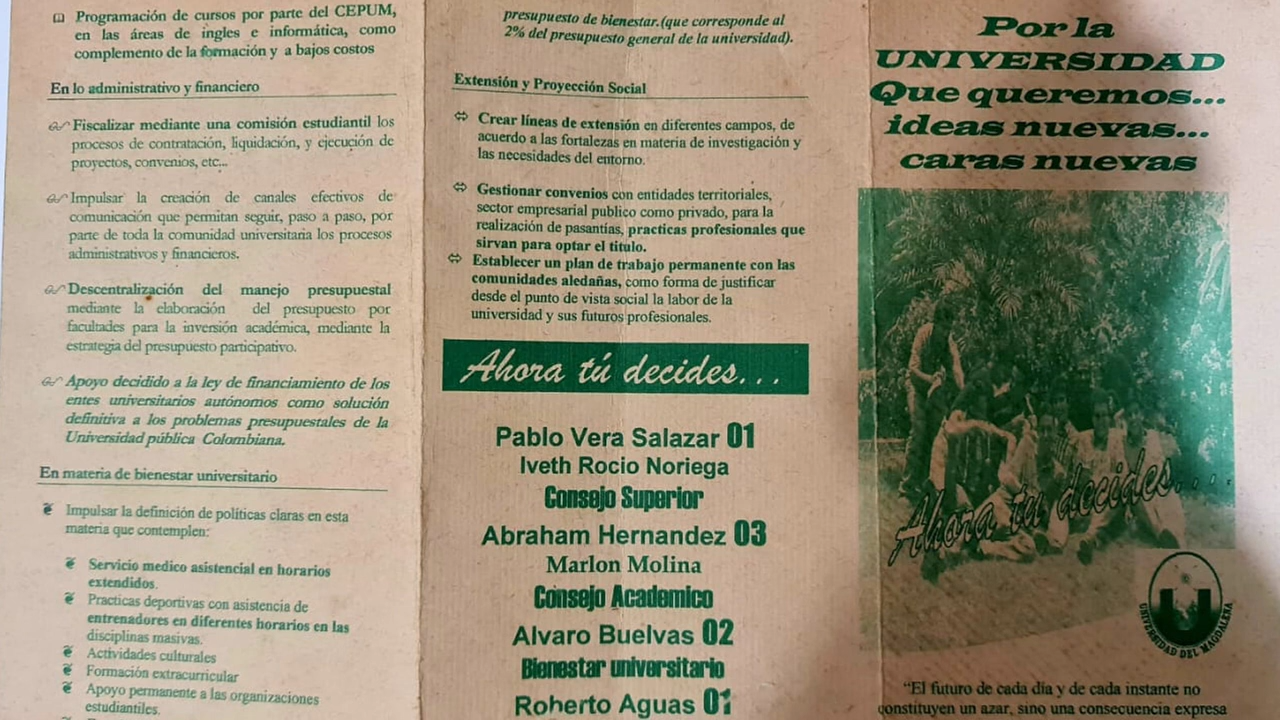 Programación de cursos por parte del CEPUM,
en las áreas de ingles e informática, como
complemento de la formación y a bajos costos
En lo administrativo y financiero
Fiscalizar mediante una comisión estudiantil los
procesos de contratación, liquidación, y ejecución de
proyectos, convenios, etc...
Impulsar la creación de canales efectivos de
comunicación que permitan seguir, paso a paso, por
parte de toda la comunidad universitaria los procesos
administrativos y financieros.
Descentralización del manejo presupuestal
mediante la elaboración del presupuesto por
facultades para la inversión académica, mediante la
estrategia del presupuesto participativo.
Apoyo decidido a la ley de financiamiento de los
entes universitarios autónomos como solución
definitiva a los problemas presupuestales de la
Universidad pública Colombiana.
En materia de bienestar universitario
Impulsar la definición de políticas claras en esta
materia que contemplen:
Servicio medico asistencial en horarios
extendidos.
Practicas deportivas con asistencia de
entrenadores en diferentes horarios en las
disciplinas masivas.
Actividades culturales
Formación extracurricular
Apoyo permanente a las organizaciones
estudiantiles.
presupuesto de bienestar.(que corresponde al
2% del presupuesto general de la universidad).
Extensión y Proyección Social
Crear líneas de extensión en diferentes campos, de
acuerdo a las fortalezas en materia de investigación y
las necesidades del entorno.
Gestionar convenios con entidades territoriales,
sector empresarial publico como privado, para la
realización de pasantías, practicas profesionales que
sirvan para optar el titulo.
Establecer un plan de trabajo permanente con las
comunidades aledañas, como forma de justificar
desde el punto de vista social la labor de la
universidad y sus futuros profesionales.
Ahora tú decides...
Pablo Vera Salazar 01
Iveth Rocio Noriega
Consejo Superior
Abraham Hernandez 03
Marlon Molina
Consejo Academico
Alvaro Buelvas 02
Bienestar universitario
Roberto Aguas 01
Por la
UNIVERSIDAD
Que queremos...
ideas nuevas...
caras nuevas
Ahora tu decides....
U
UNIVERSIDAD DEL MAGDALENA
“El futuro de cada día y de cada instante no
constituyen un azar, sino una consecuencia expresa